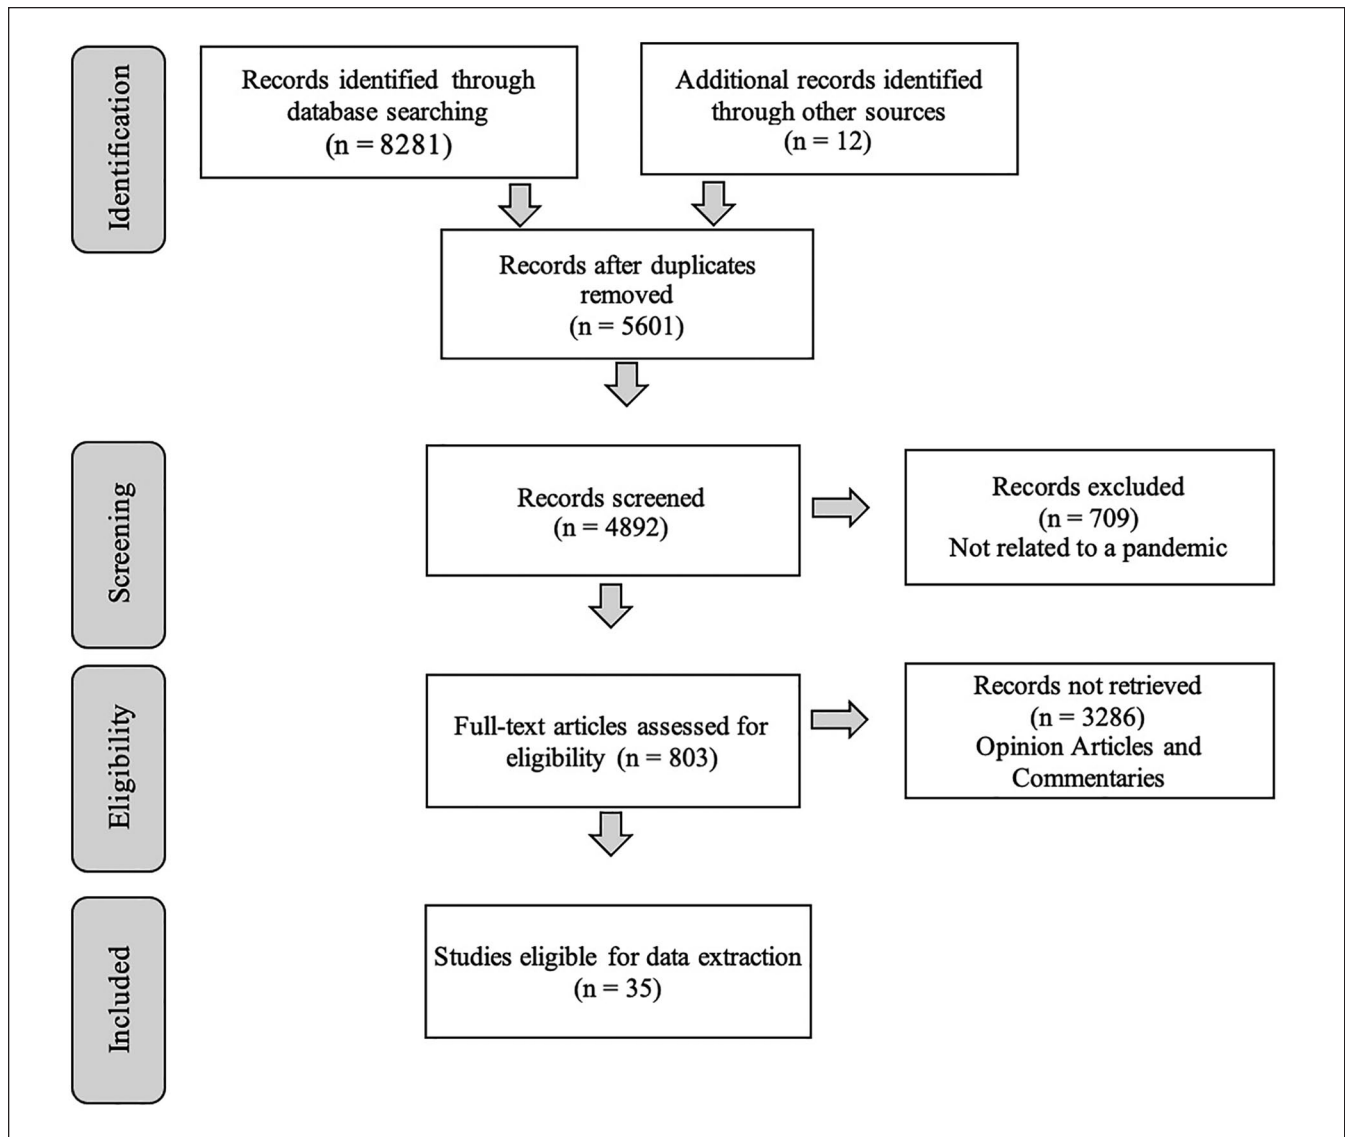 Identification
Records identified through
database searching
(n = 8281)
Additional records identified
through other sources
(n = 12)
Records after duplicates
removed
(n = 5601)
Screening
Records screened
(n = 4892)
Records excluded
(n = 709)
Not related to a pandemic
Eligibility
Full-text articles assessed for
eligibility (n = 803)
Records not retrieved
(n = 3286)
Opinion Articles and
Commentaries
Included
Studies eligible for data extraction
(n = 35)